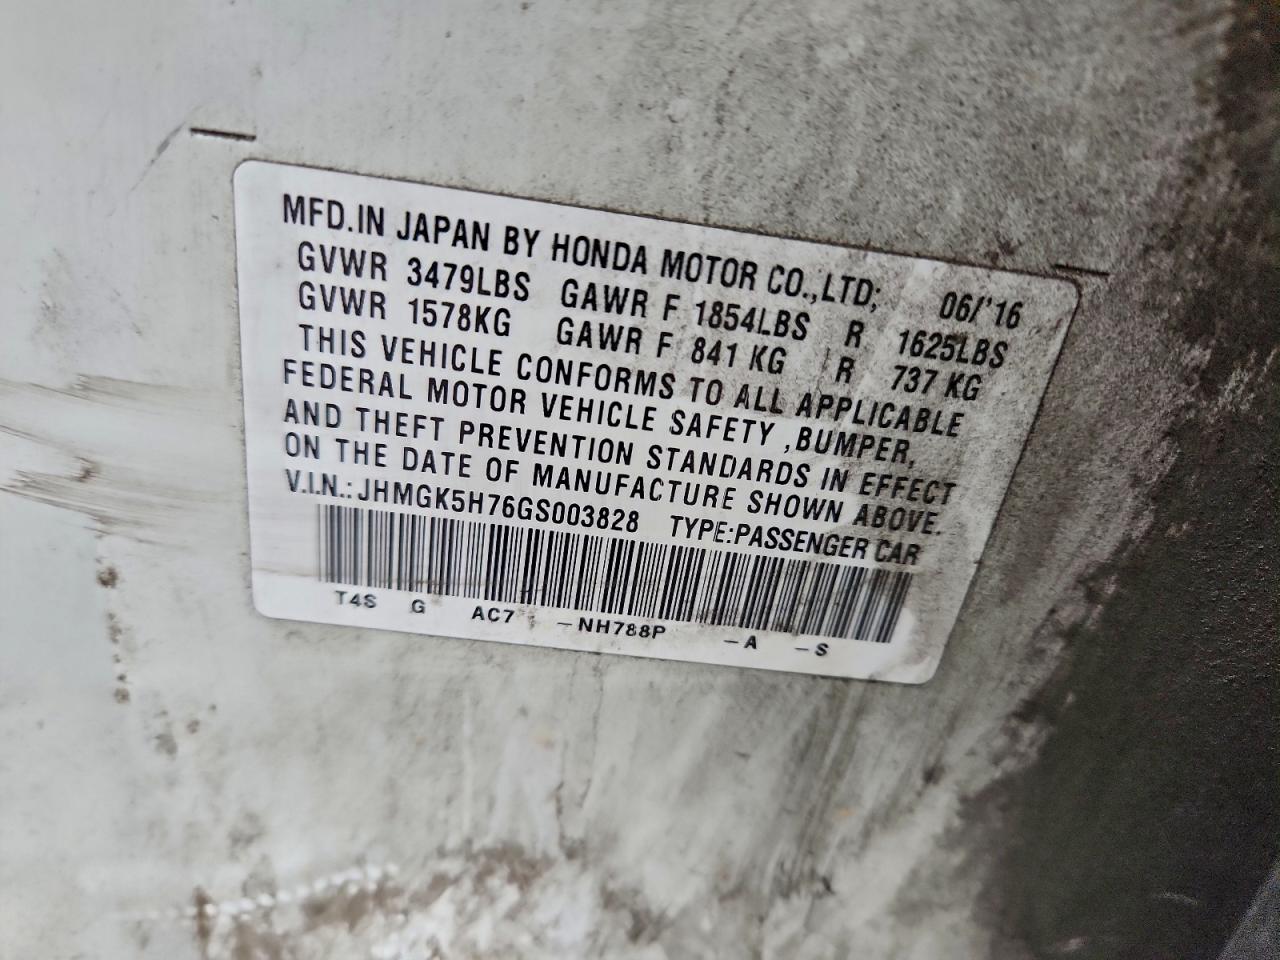 MFD.IN JAPAN BY HONDA MOTOR CO.,LTD; 06/'16
GVWR 3479LBS GAWR F 1854LBS R 1625LBS
GVWR 1578KG GAWR F 841 KG R 737 KG
THIS VEHICLE CONFORMS TO ALL APPLICABLE
FEDERAL MOTOR VEHICLE SAFETY ,BUMPER,
AND THEFT PREVENTION STANDARDS IN EFFECT
ON THE DATE OF MANUFACTURE SHOWN ABOVE.
V.I.N.: JHMGK5H76GS003828 TYPE:PASSENGER CAR
T4S G AC7 -NH788P -A -S